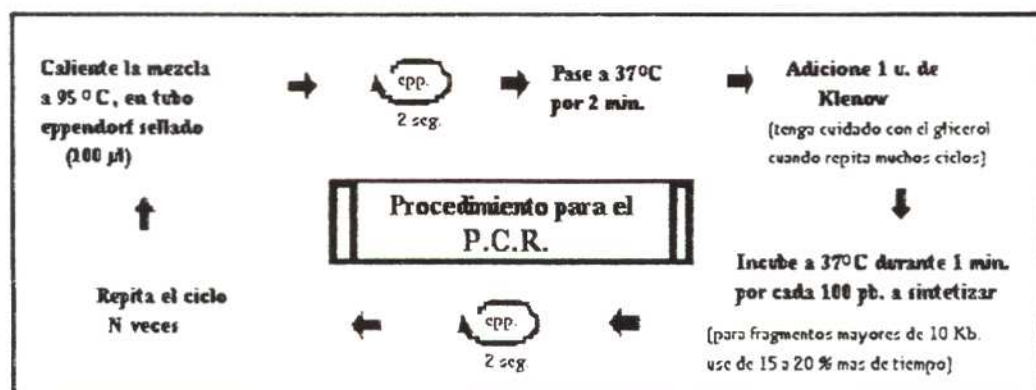 Caliente la mezcla
a 95 ºC, en tubo
eppendorf sellado
(100 µl)
epp.
2 seg.
Pase a 37ºC
por 2 min.
Adicione 1 u. de
Klenow
(tenga cuidado con el glicerol
cuando repita muchos ciclos)
Procedimiento para el
P.C.R.
Incube a 37ºC durante 1 min.
por cada 100 pb. a sintetizar
(para fragmentos mayores de 10 Kb.
use de 15 a 20 % mas de tiempo)
epp.
2 seg.
Repita el ciclo
N veces